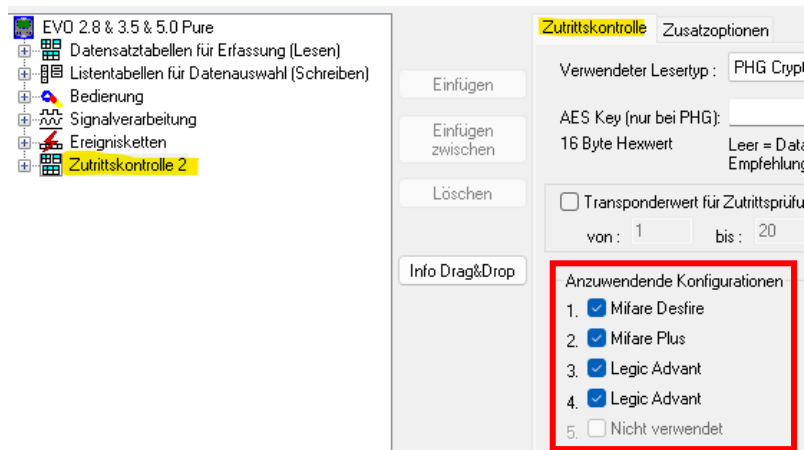 EVO 2.8 & 3.5 & 5.0 Pure
Datensatztabellen für Erfassung (Lesen)
Listentabellen für Datenauswahl (Schreiben)
Bedienung
Signalverarbeitung
Ereignisketten
Zutrittskontrolle 2
Einfügen
Einfügen
zwischen
Löschen
Info Drag&Drop
Zutrittskontrolle Zusatzoptionen
Verwendeter Lesertyp : PHG Crypt
AES Key (nur bei PHG):
16 Byte Hexwert Leer = Data
Empfehlung
Transponderwert für Zutrittsprüfu
von : 1 bis : 20
Anzuwendende Konfigurationen
1. Mifare Desfire
2. Mifare Plus
3. Legic Advant
4. Legic Advant
5. Nicht verwendet